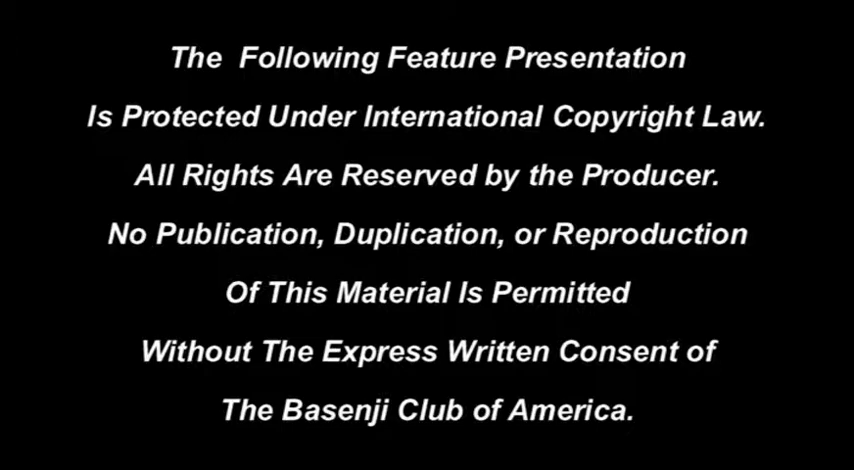 The  Following Feature Presentation
Is Protected Under International Copyright Law.
All Rights Are Reserved by the Producer.
No Publication, Duplication, or Reproduction
Of This Material Is Permitted
Without The Express Written Consent of
The Basenji Club of America.